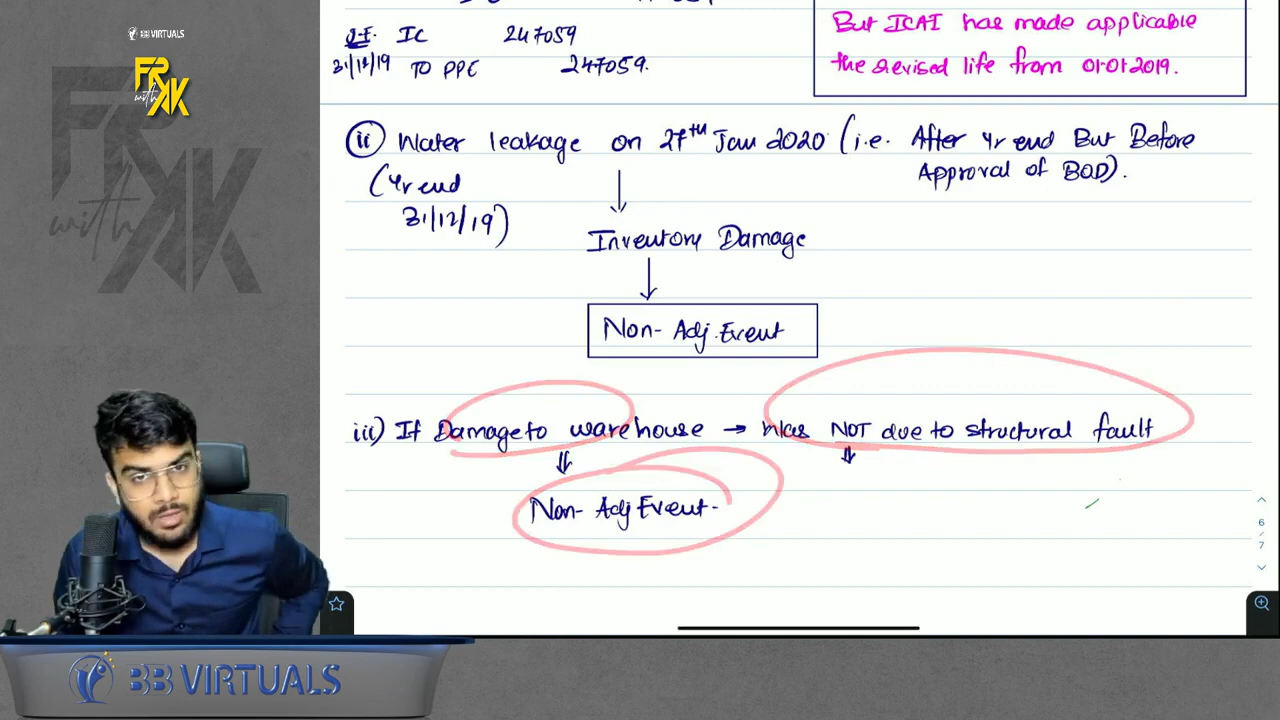 BB VIRTUALS
FR
with
AK
J.E. IC 247059
31/12/19 TO PPE 247059.
But ICAI has made applicable
the revised life from 01.01.2019.
(ii) Water leakage on 27th Jan 2020 (i.e. After Yr end But Before
Approval of BOD).
(Yr end
31/12/19)
Inventory Damage
Non-Adj. Event
iii) If Damage to warehouse → was NOT due to structural fault
Non-Adj Event.
6
/
7
BB VIRTUALS